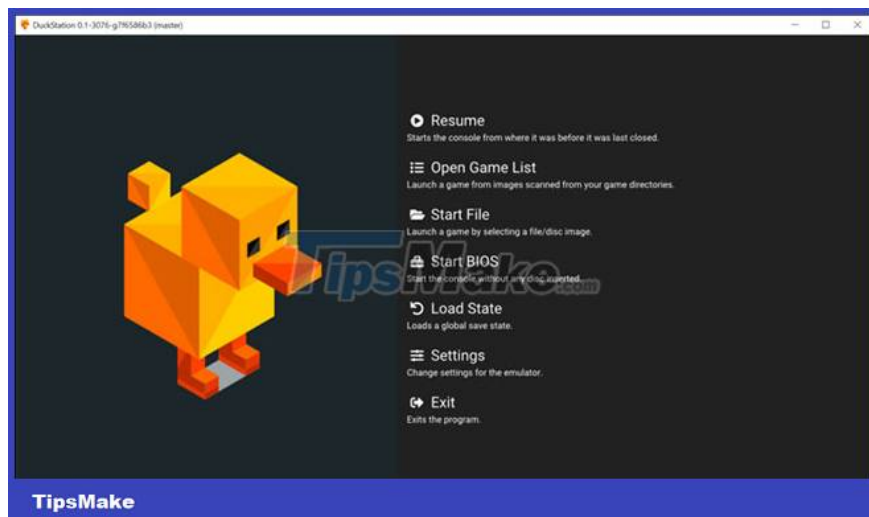 DuckStation 0.1-3076-g7f6586b3 (master)
Resume
Starts the console from where it was before it was last closed.
Open Game List
Launch a game from images scanned from your game directories.
Start File
Launch a game by selecting a file/disc image.
Start BIOS
Start the console without any disc inserted.
TipsMake.com
Load State
Loads a global save state.
Settings
Change settings for the emulator.
Exit
Exits the program.
TipsMake